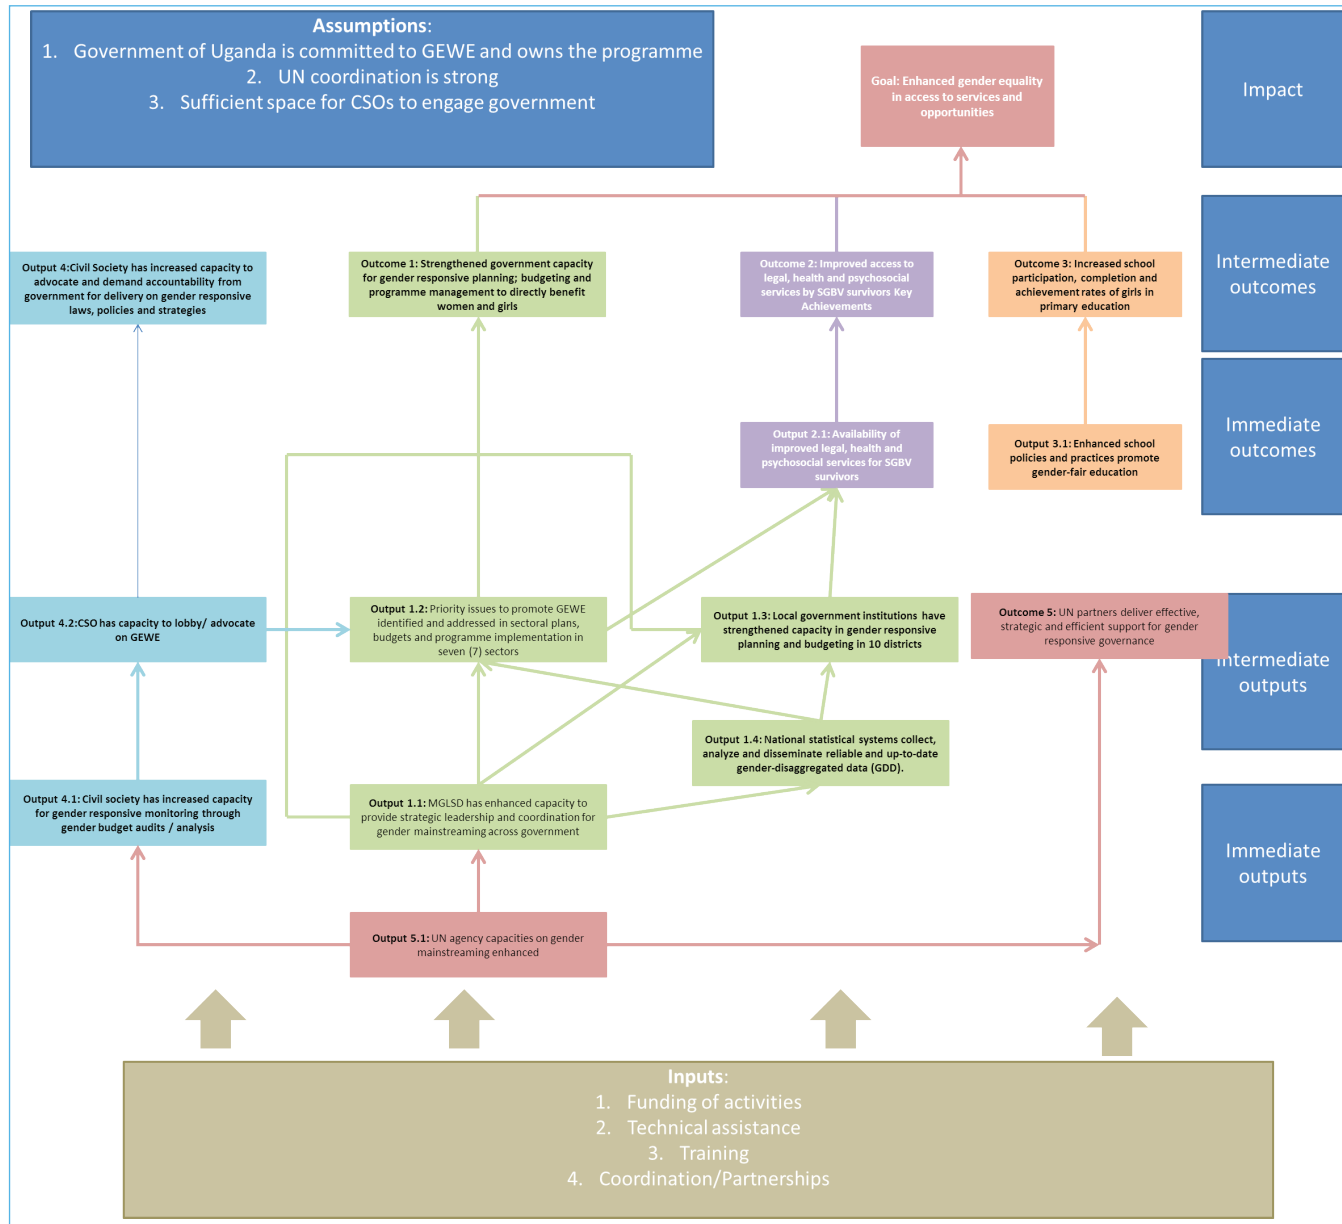 Assumptions:
1. Government of Uganda is committed to GEWE and owns the programme
2. UN coordination is strong
3. Sufficient space for CSOs to engage government
Goal: Enhanced gender equality
in access to services and
opportunities
Impact
Output 4:Civil Society has increased capacity to
advocate and demand accountability from
government for delivery on gender responsive
laws, policies and strategies
Outcome 1: Strengthened government capacity
for gender responsive planning; budgeting and
programme management to directly benefit
women and girls
Outcome 2: Improved access to
legal, health and psychosocial
services by SGBV survivors Key
Achievements
Outcome 3: Increased school
participation, completion and
achievement rates of girls in
primary education
Intermediate
outcomes
Output 2.1: Availability of
improved legal, health and
psychosocial services for SGBV
survivors
Output 3.1: Enhanced school
policies and practices promote
gender-fair education
Immediate
outcomes
Output 4.2:CSO has capacity to lobby/ advocate
on GEWE
Output 1.2: Priority issues to promote GEWE
identified and addressed in sectoral plans,
budgets and programme implementation in
seven (7) sectors
Output 1.3: Local government institutions have
strengthened capacity in gender responsive
planning and budgeting in 10 districts
Outcome 5: UN partners deliver effective,
strategic and efficient support for gender
responsive governance
Intermediate
outputs
Output 1.4: National statistical systems collect,
analyze and disseminate reliable and up-to-date
gender-disaggregated data (GDD).
Output 4.1: Civil society has increased capacity
for gender responsive monitoring through
gender budget audits / analysis
Output 1.1: MGLSD has enhanced capacity to
provide strategic leadership and coordination for
gender mainstreaming across government
Immediate
outputs
Output 5.1: UN agency capacities on gender
mainstreaming enhanced
Inputs:
1. Funding of activities
2. Technical assistance
3. Training
4. Coordination/Partnerships